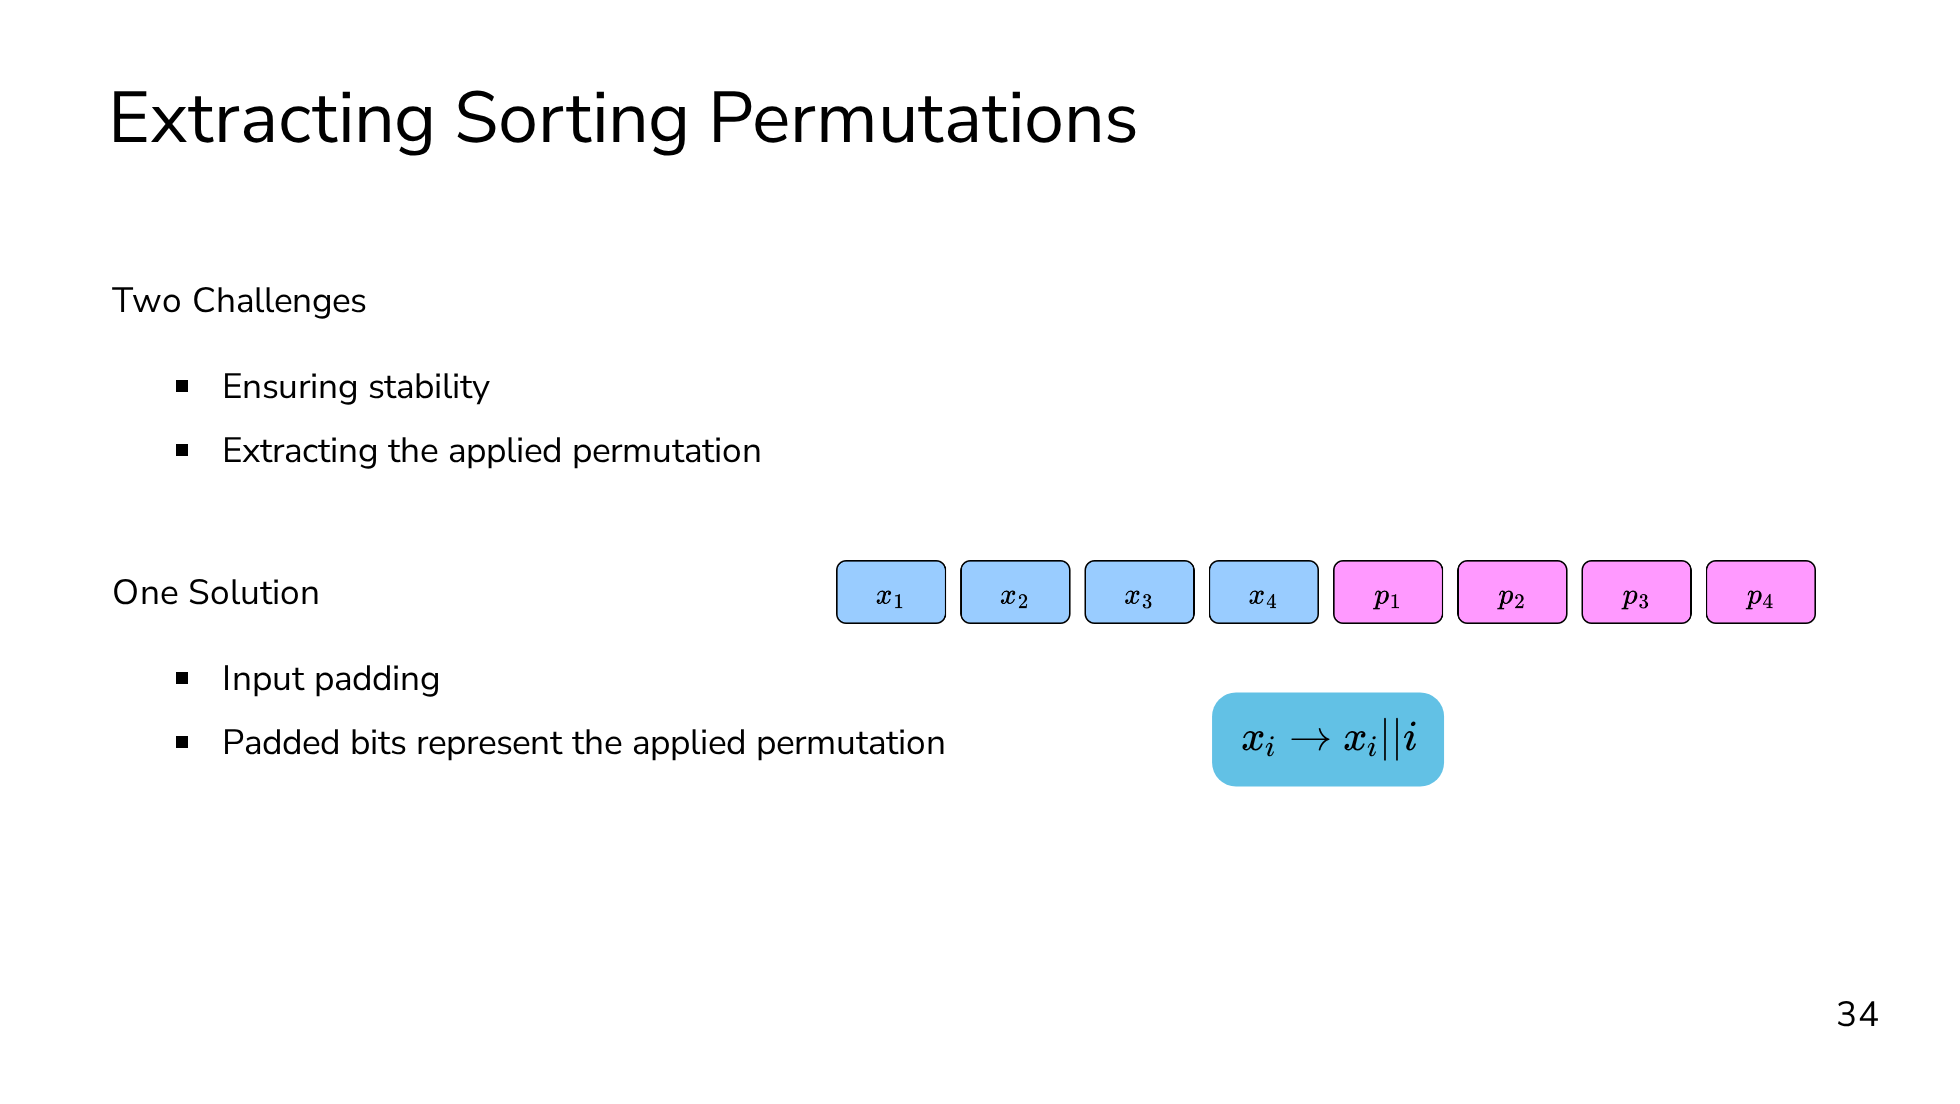 Extracting Sorting Permutations
Two Challenges
▪ Ensuring stability
▪ Extracting the applied permutation
One Solution
x₁ x₂ x₃ x₄ p₁ p₂ p₃ p₄
▪ Input padding
▪ Padded bits represent the applied permutation
xᵢ → xᵢ||i
34